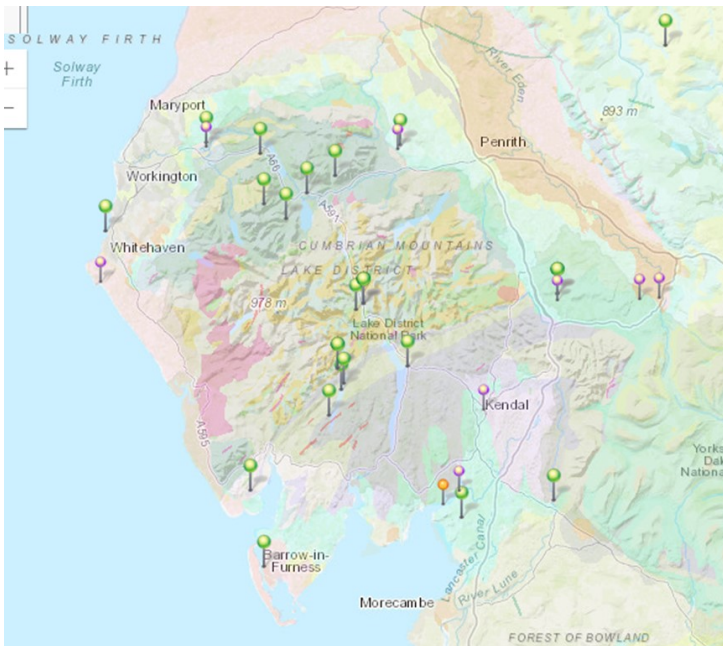 SOLWAY FIRTH
+
Solway
Firth
−
River Eden
Maryport
893 m
Penrith
A66
Workington
A591
Whitehaven
CUMBRIAN MOUNTAINS
LAKE DISTRICT
978 m
Lake District
National Park
Kendal
A595
Yorks
Dal
Nationa
Lancaster Canal
Barrow-in-
Furness
River Lune
Morecambe
FOREST OF BOWLAND